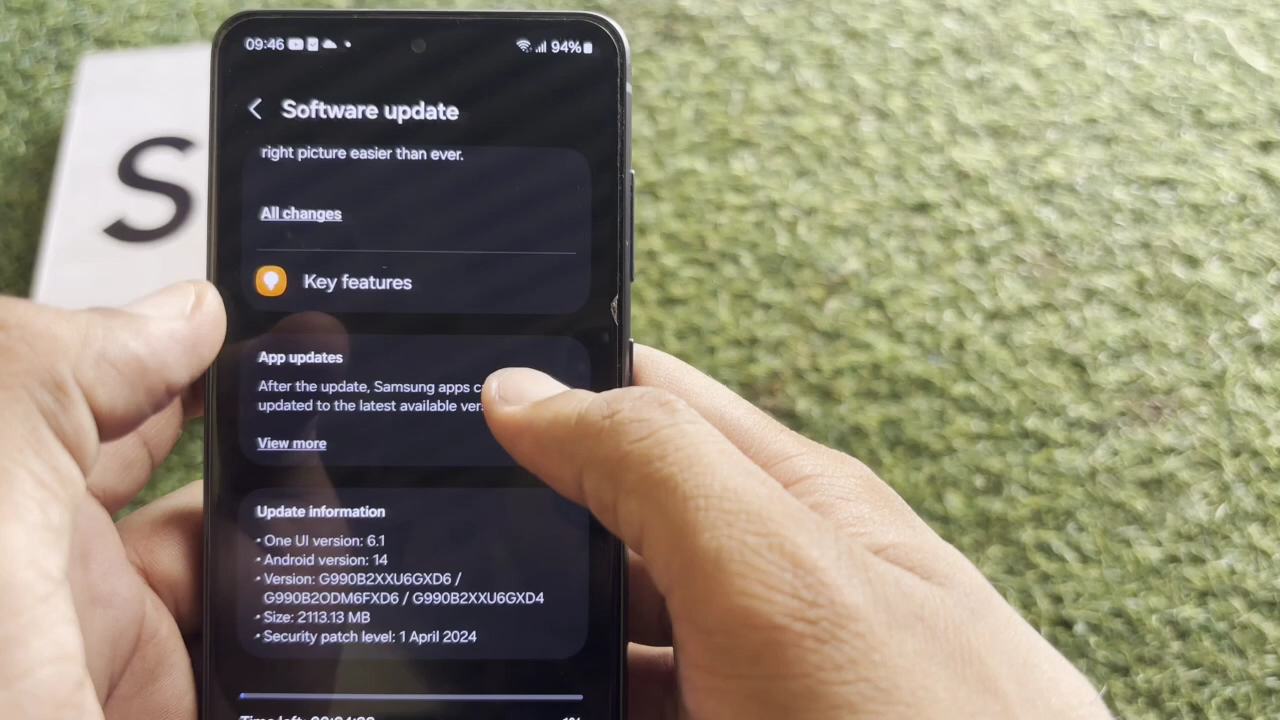 09:46
94%
S
Software update
right picture easier than ever.
All changes
Key features
App updates
After the update, Samsung apps
updated to the latest available
View more
Update information
• One UI version: 6.1
• Android version: 14
• Version: G990B2XXU6GXD6 /
G990B2ODM6FXD6 / G990B2XXU6GXD4
• Size: 2113.13 MB
• Security patch level: 1 April 2024
Time left: